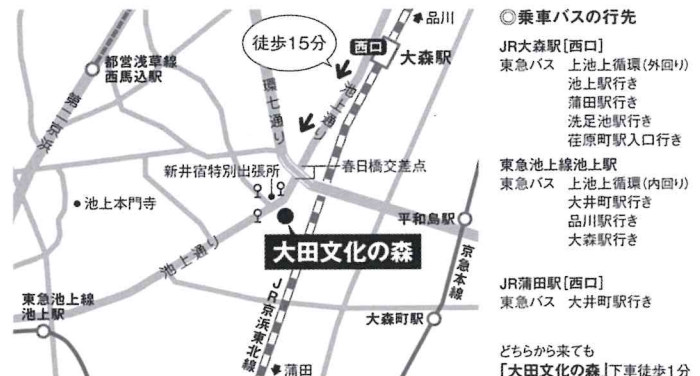 品川
徒歩15分
西口
大森駅
都営浅草線
西馬込駅
第二京浜
環七通り
池上通り
新井宿特別出張所
春日橋交差点
池上本門寺
平和島駅
大田文化の森
池上通り
京急本線
東急池上線
池上駅
JR京浜東北線
大森町駅
蒲田
◎乗車バスの行先
JR大森駅[西口]
東急バス 上池上循環(外回り)
池上駅行き
蒲田駅行き
洗足池駅行き
荏原町駅入口行き
東急池上線池上駅
東急バス 上池上循環(内回り)
大井町駅行き
品川駅行き
大森駅行き
JR蒲田駅[西口]
東急バス 大井町駅行き
どちらから来ても
「大田文化の森」下車徒歩1分